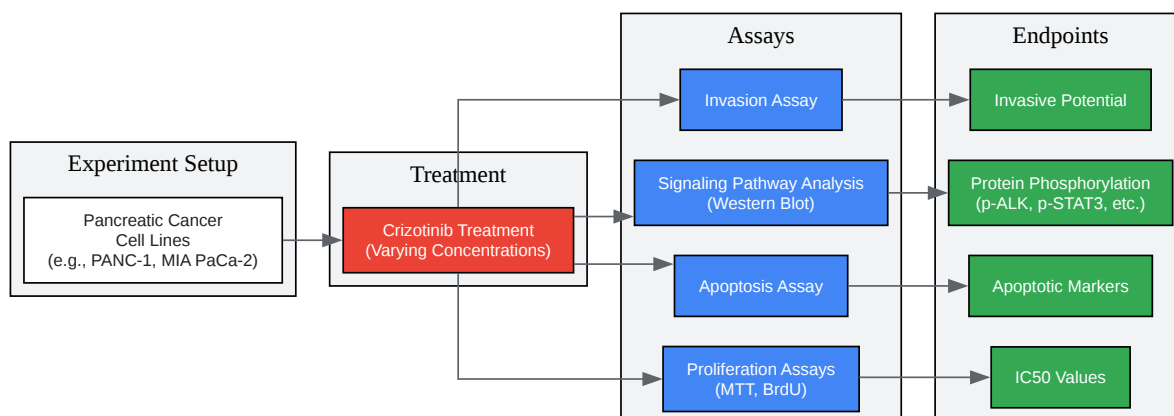 Experiment Setup
Pancreatic Cancer
Cell Lines
(e.g., PANC-1, MIA PaCa-2)
Treatment
Crizotinib Treatment
(Varying Concentrations)
Assays
Invasion Assay
Signaling Pathway Analysis
(Western Blot)
Apoptosis Assay
Proliferation Assays
(MTT, BrdU)
Endpoints
Invasive Potential
Protein Phosphorylation
(p-ALK, p-STAT3, etc.)
Apoptotic Markers
IC50 Values